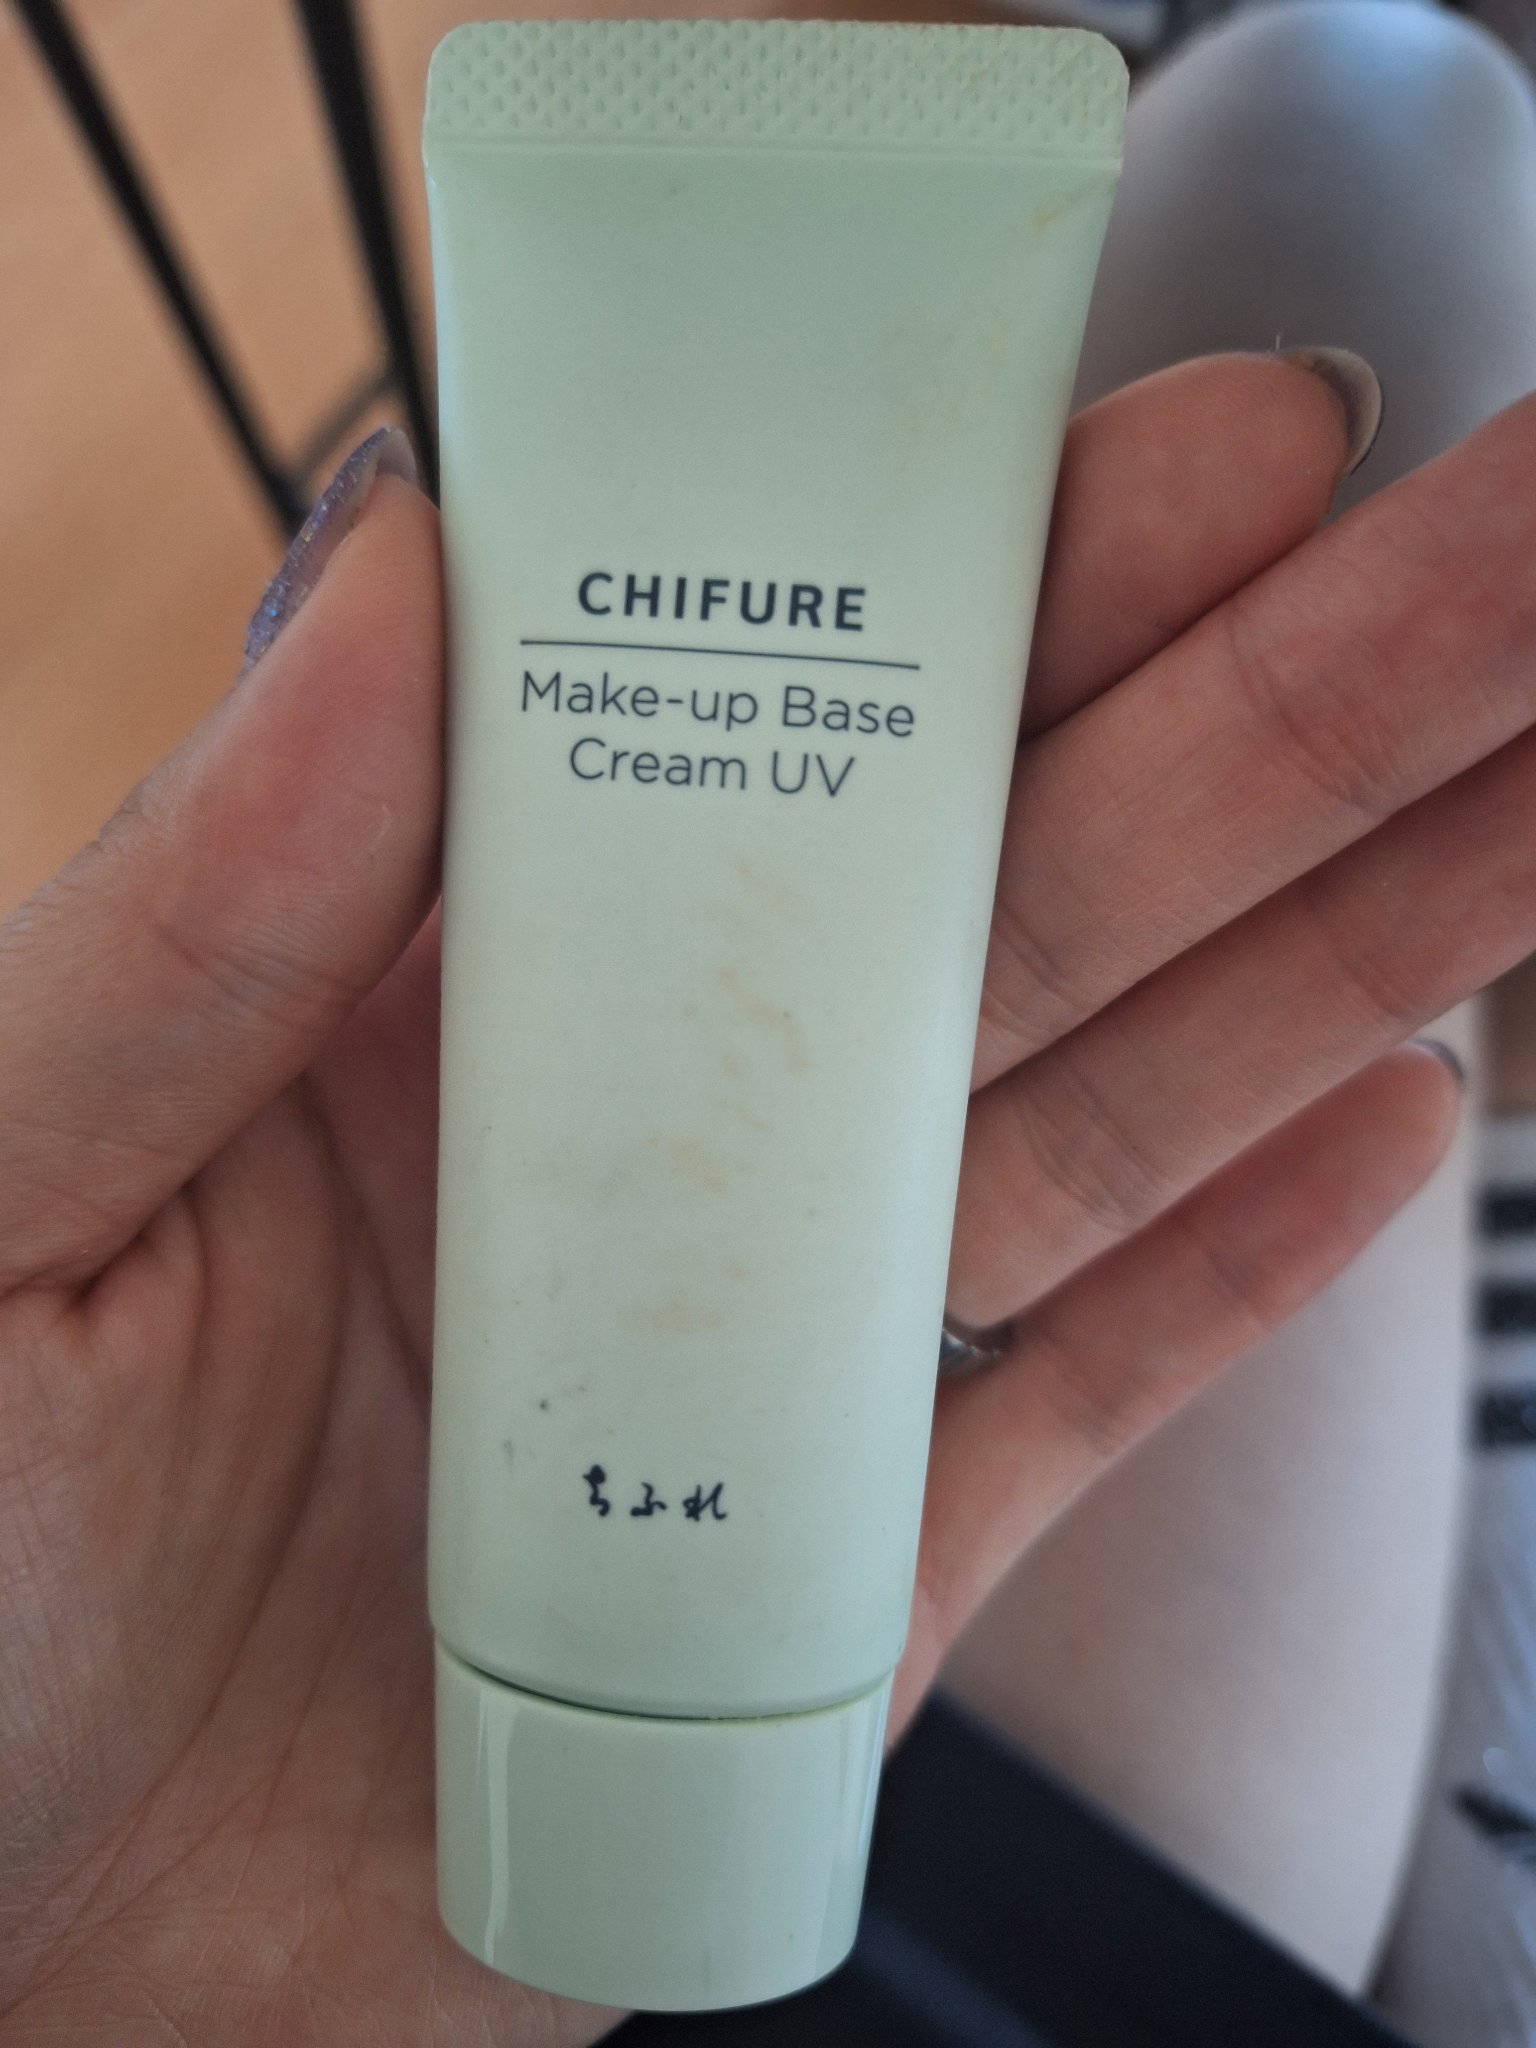 CHIFURE
Make-up Base
Cream UV
ちふれ